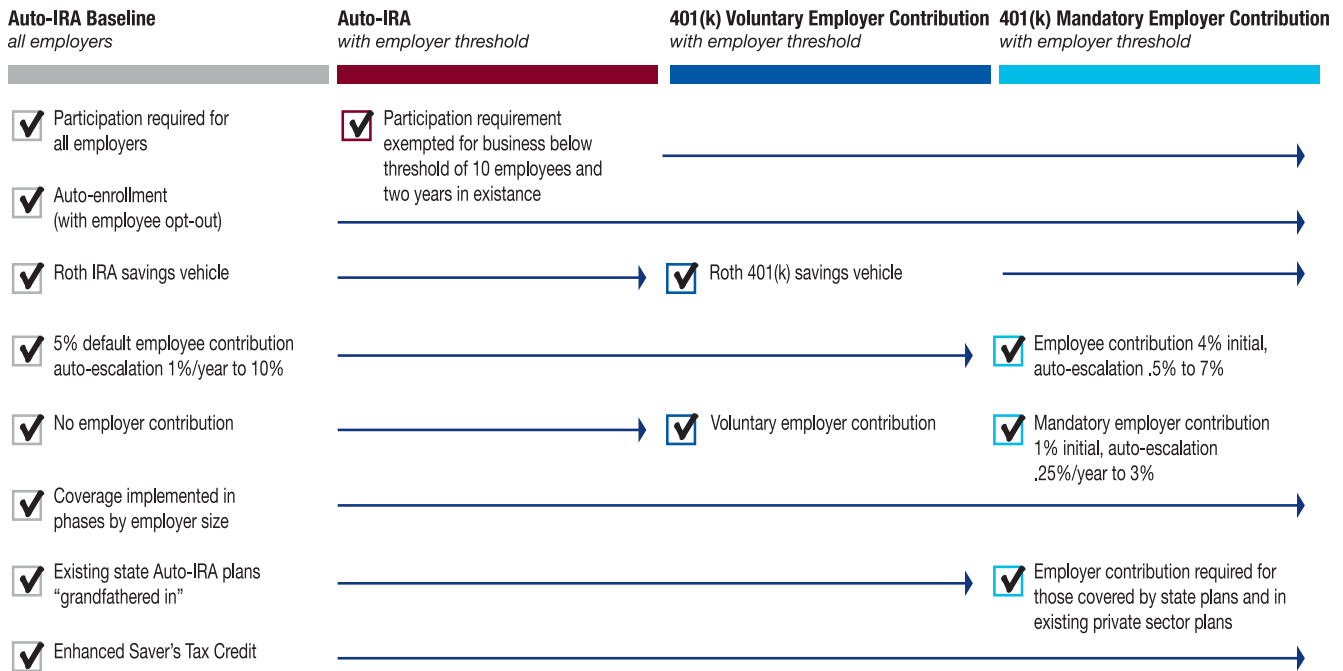 Auto-IRA Baseline
all employers
Auto-IRA
with employer threshold
401(k) Voluntary Employer Contribution
with employer threshold
401(k) Mandatory Employer Contribution
with employer threshold
Participation required for
all employers
Participation requirement
exempted for business below
threshold of 10 employees and
two years in existance
Auto-enrollment
(with employee opt-out)
Roth IRA savings vehicle
Roth 401(k) savings vehicle
5% default employee contribution
auto-escalation 1%/year to 10%
Employee contribution 4% initial,
auto-escalation .5% to 7%
No employer contribution
Voluntary employer contribution
Mandatory employer contribution
1% initial, auto-escalation
.25%/year to 3%
Coverage implemented in
phases by employer size
Existing state Auto-IRA plans
“grandfathered in”
Employer contribution required for
those covered by state plans and in
existing private sector plans
Enhanced Saver’s Tax Credit